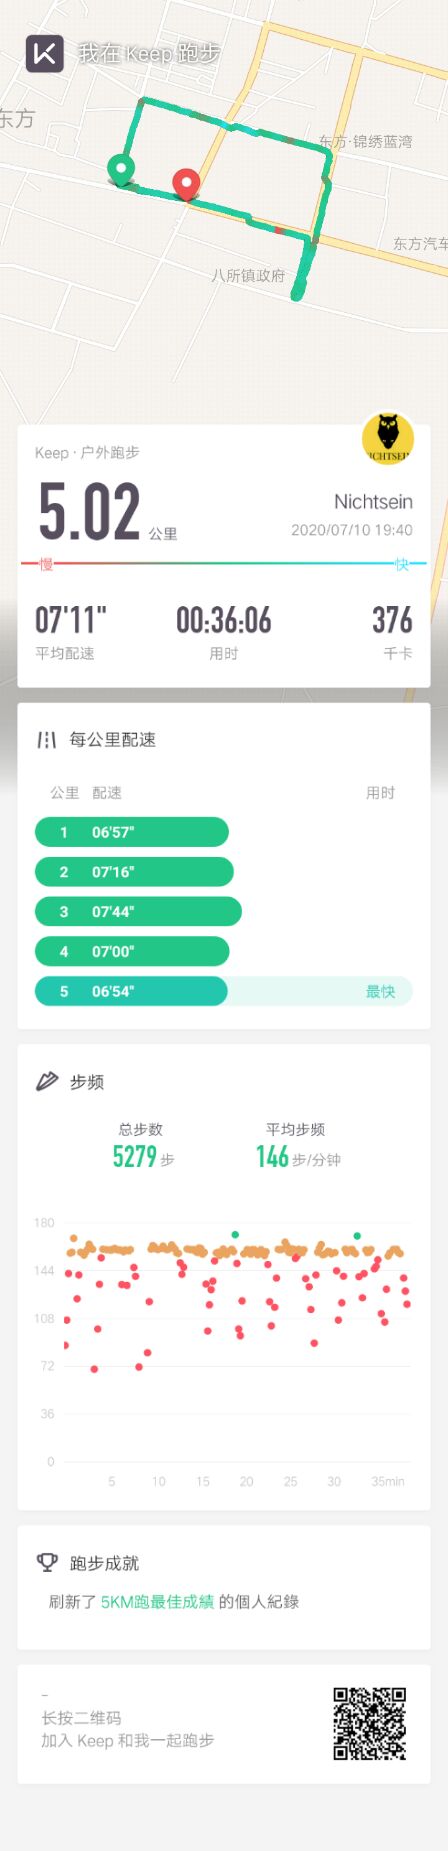 我在 Keep 跑步
东方
东方·锦绣蓝湾
东方汽车
八所镇政府
NICHTSEIN
Keep · 户外跑步
5.02 公里
Nichtsein
2020/07/10 19:40
慢 快
07'11" 00:36:06 376
平均配速 用时 千卡
每公里配速
公里 配速 用时
1 06'57"
2 07'16"
3 07'44"
4 07'00"
5 06'54" 最快
步频
总步数 平均步频
5279 步 146 步/分钟
180
144
108
72
36
0
5 10 15 20 25 30 35min
跑步成就
刷新了 5KM跑最佳成績 的個人紀錄
–
长按二维码
加入 Keep 和我一起跑步